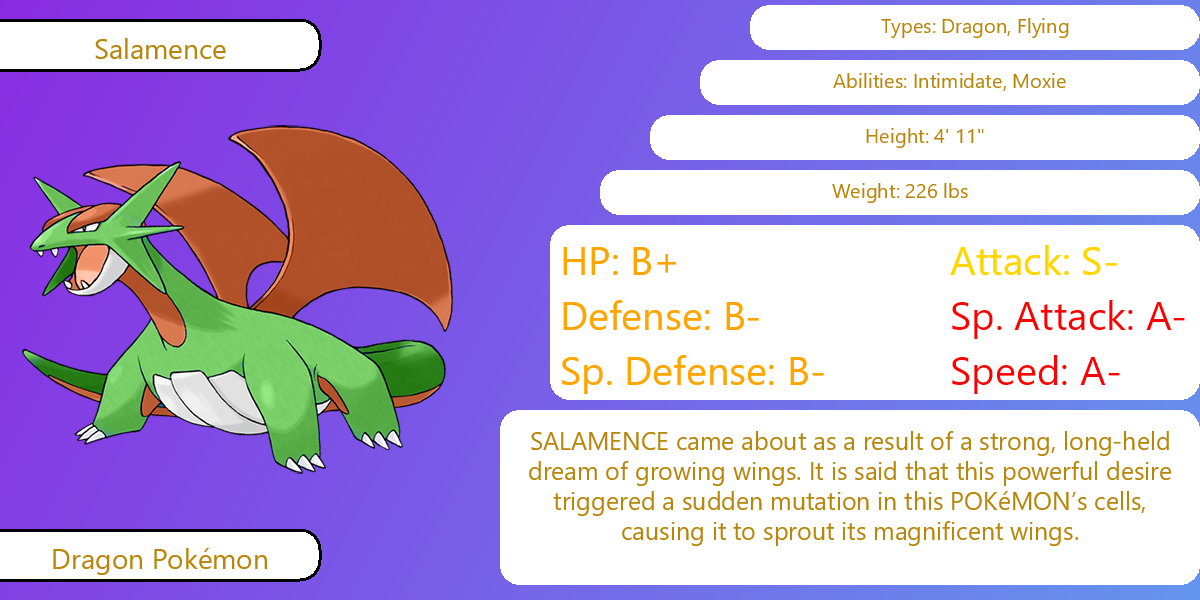 Salamence
Types: Dragon, Flying
Abilities: Intimidate, Moxie
Height: 4' 11"
Weight: 226 lbs
HP: B+
Attack: S-
Defense: B-
Sp. Attack: A-
Sp. Defense: B-
Speed: A-
SALAMENCE came about as a result of a strong, long-held
dream of growing wings. It is said that this powerful desire
triggered a sudden mutation in this POKéMON’s cells,
causing it to sprout its magnificent wings.
Dragon Pokémon